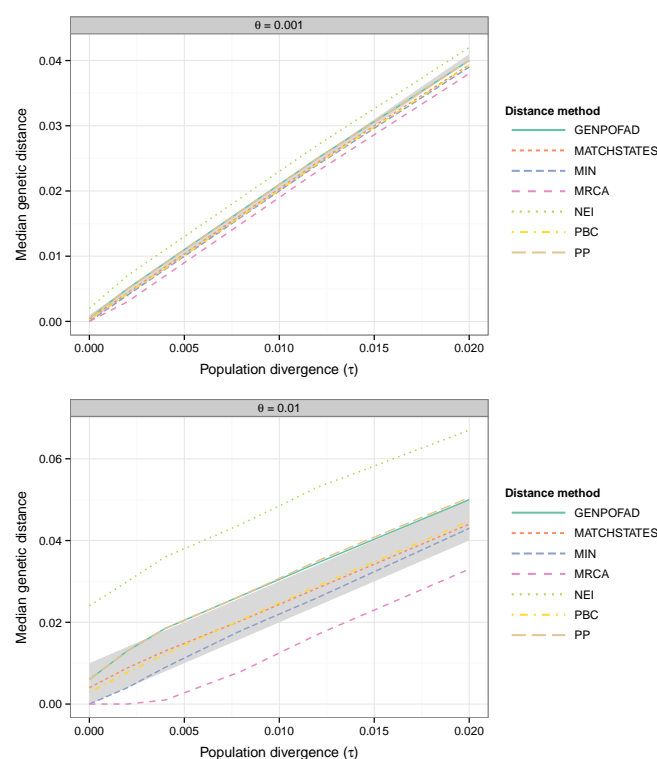 θ = 0.001
0.04
0.03
0.02
0.01
0.00
Median genetic distance
0.000 0.005 0.010 0.015 0.020
Population divergence (τ)
Distance method
GENPOFAD
MATCHSTATES
MIN
MRCA
NEI
PBC
PP
θ = 0.01
0.06
0.04
0.02
0.00
Median genetic distance
0.000 0.005 0.010 0.015 0.020
Population divergence (τ)
Distance method
GENPOFAD
MATCHSTATES
MIN
MRCA
NEI
PBC
PP